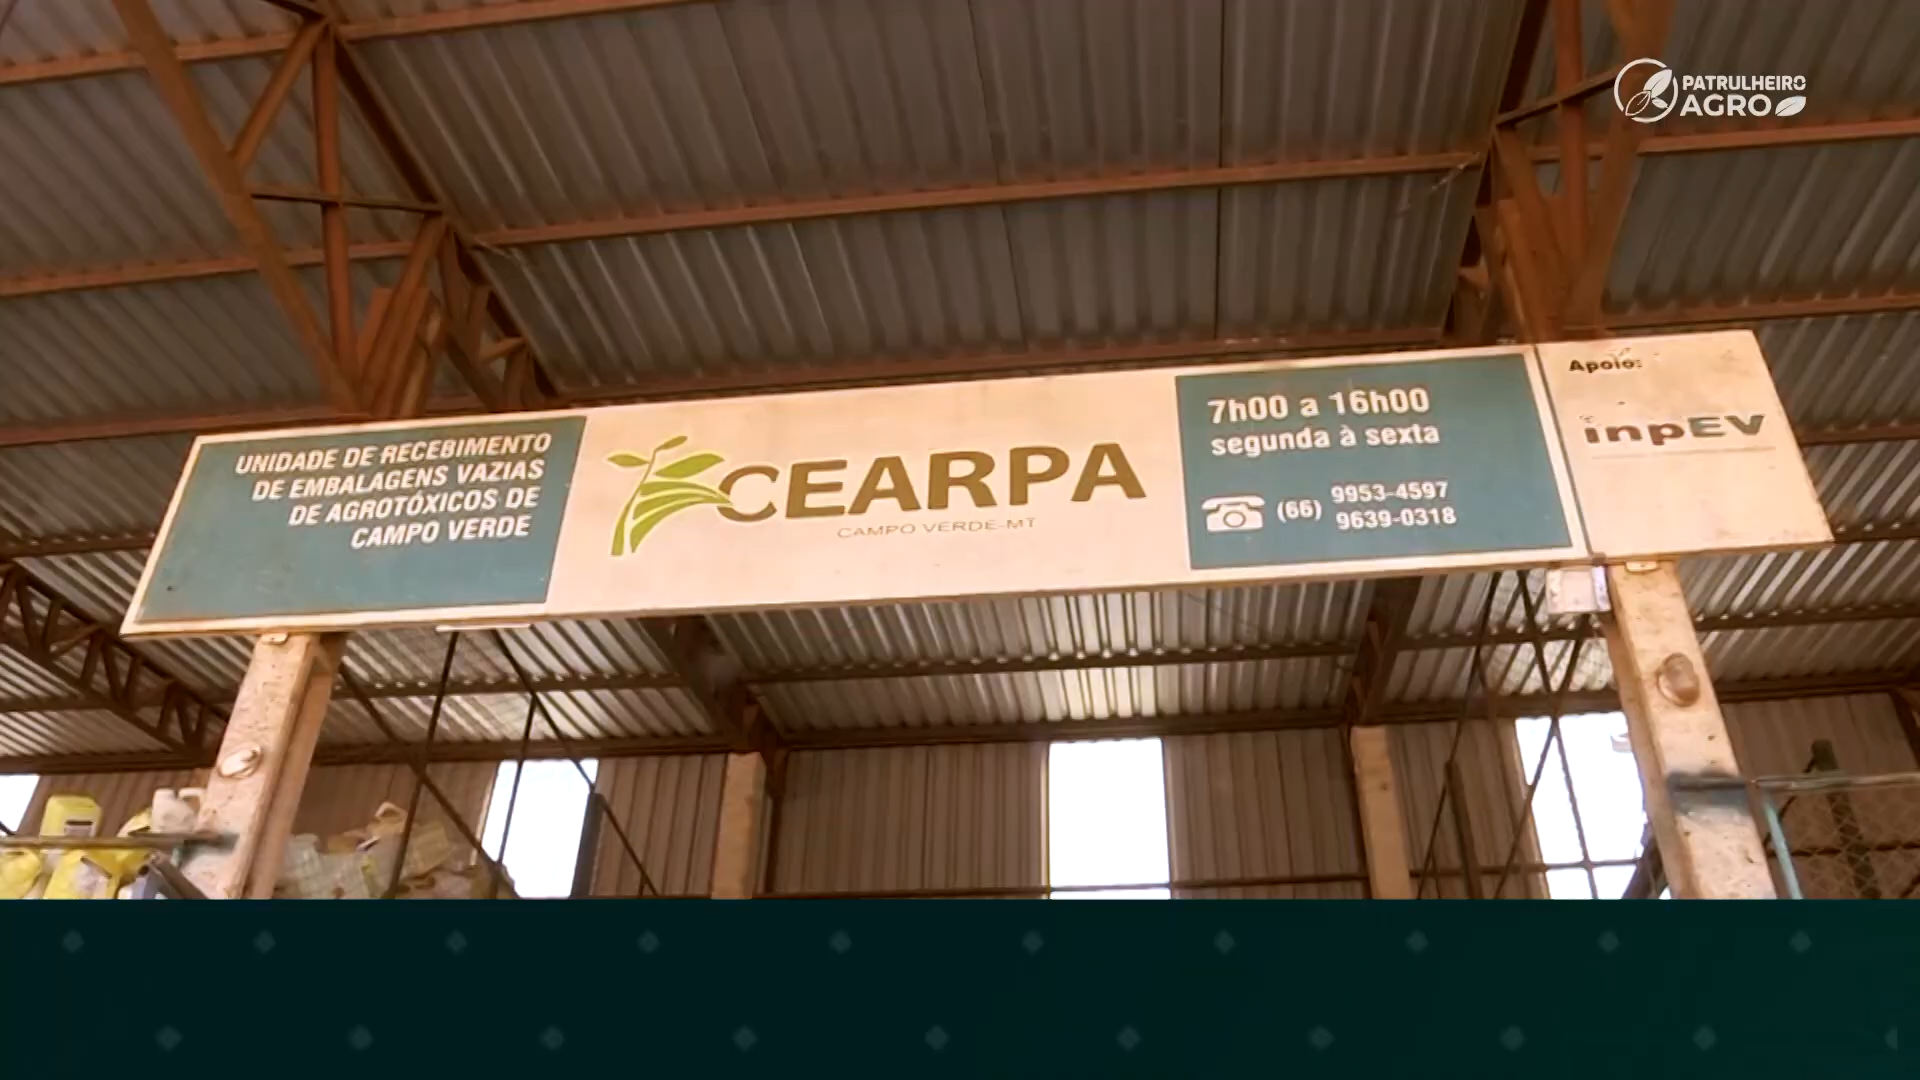 PATRULHEIRO
AGRO
UNIDADE DE RECEBIMENTO
DE EMBALAGENS VAZIAS
DE AGROTÓXICOS DE
CAMPO VERDE
CEARPA
CAMPO VERDE-MT
7h00 a 16h00
segunda à sexta
(66) 9953-4597
9639-0318
Apoio:
inpEV